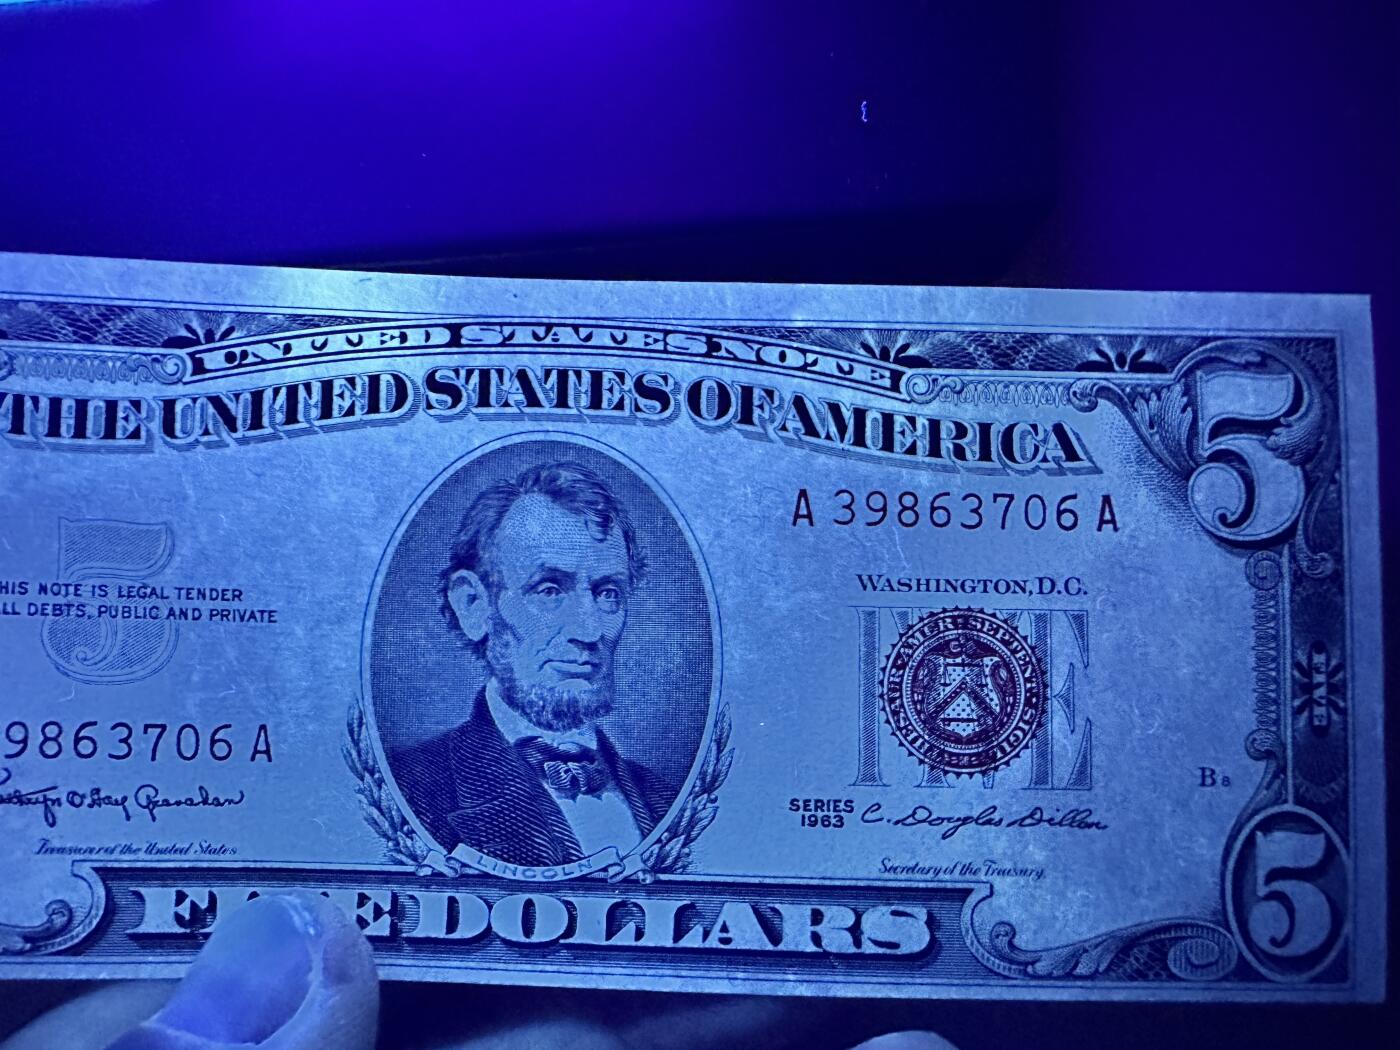 UNITED STATES NOTE
THE UNITED STATES OF AMERICA
5
A 39863706 A
WASHINGTON, D.C.
5
HIS NOTE IS LEGAL TENDER
LL DEBTS, PUBLIC AND PRIVATE
FIVE
FIVE
9863706 A
B 8
SERIES
1963
C. Douglas Dillon
Treasurer of the United States
LINCOLN
Secretary of the Treasury
DOLLARS
5